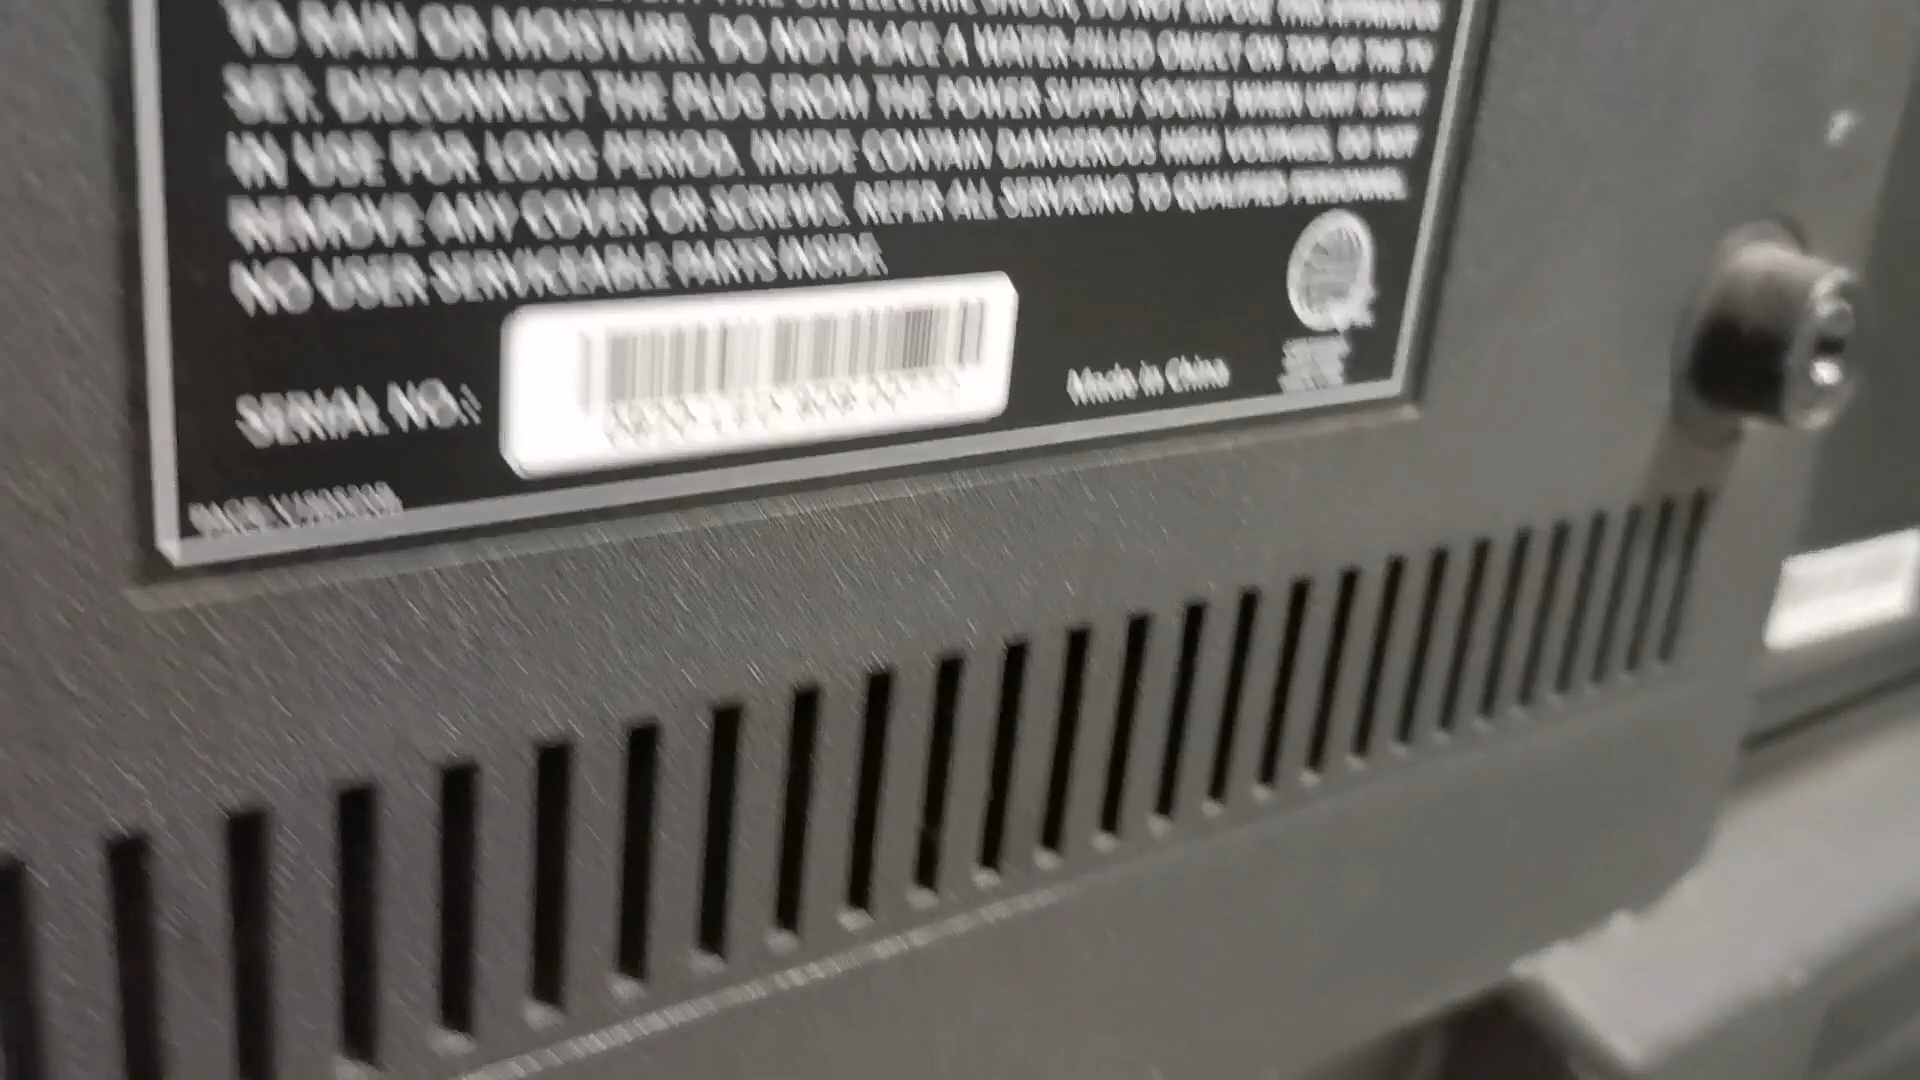 TO RAIN OR MOISTURE. DO NOT PLACE A WATER-FILLED OBJECT ON TOP OF THE TV
SET. DISCONNECT THE PLUG FROM THE POWER SUPPLY SOCKET WHEN UNIT IS NOT
IN USE FOR LONG PERIOD. INSIDE CONTAIN DANGEROUS HIGH VOLTAGES, DO NOT
REMOVE ANY COVER OR SCREWS. REFER ALL SERVICING TO QUALIFIED PERSONNEL.
NO USER-SERVICEABLE PARTS INSIDE.
SERIAL NO.:
Made in China